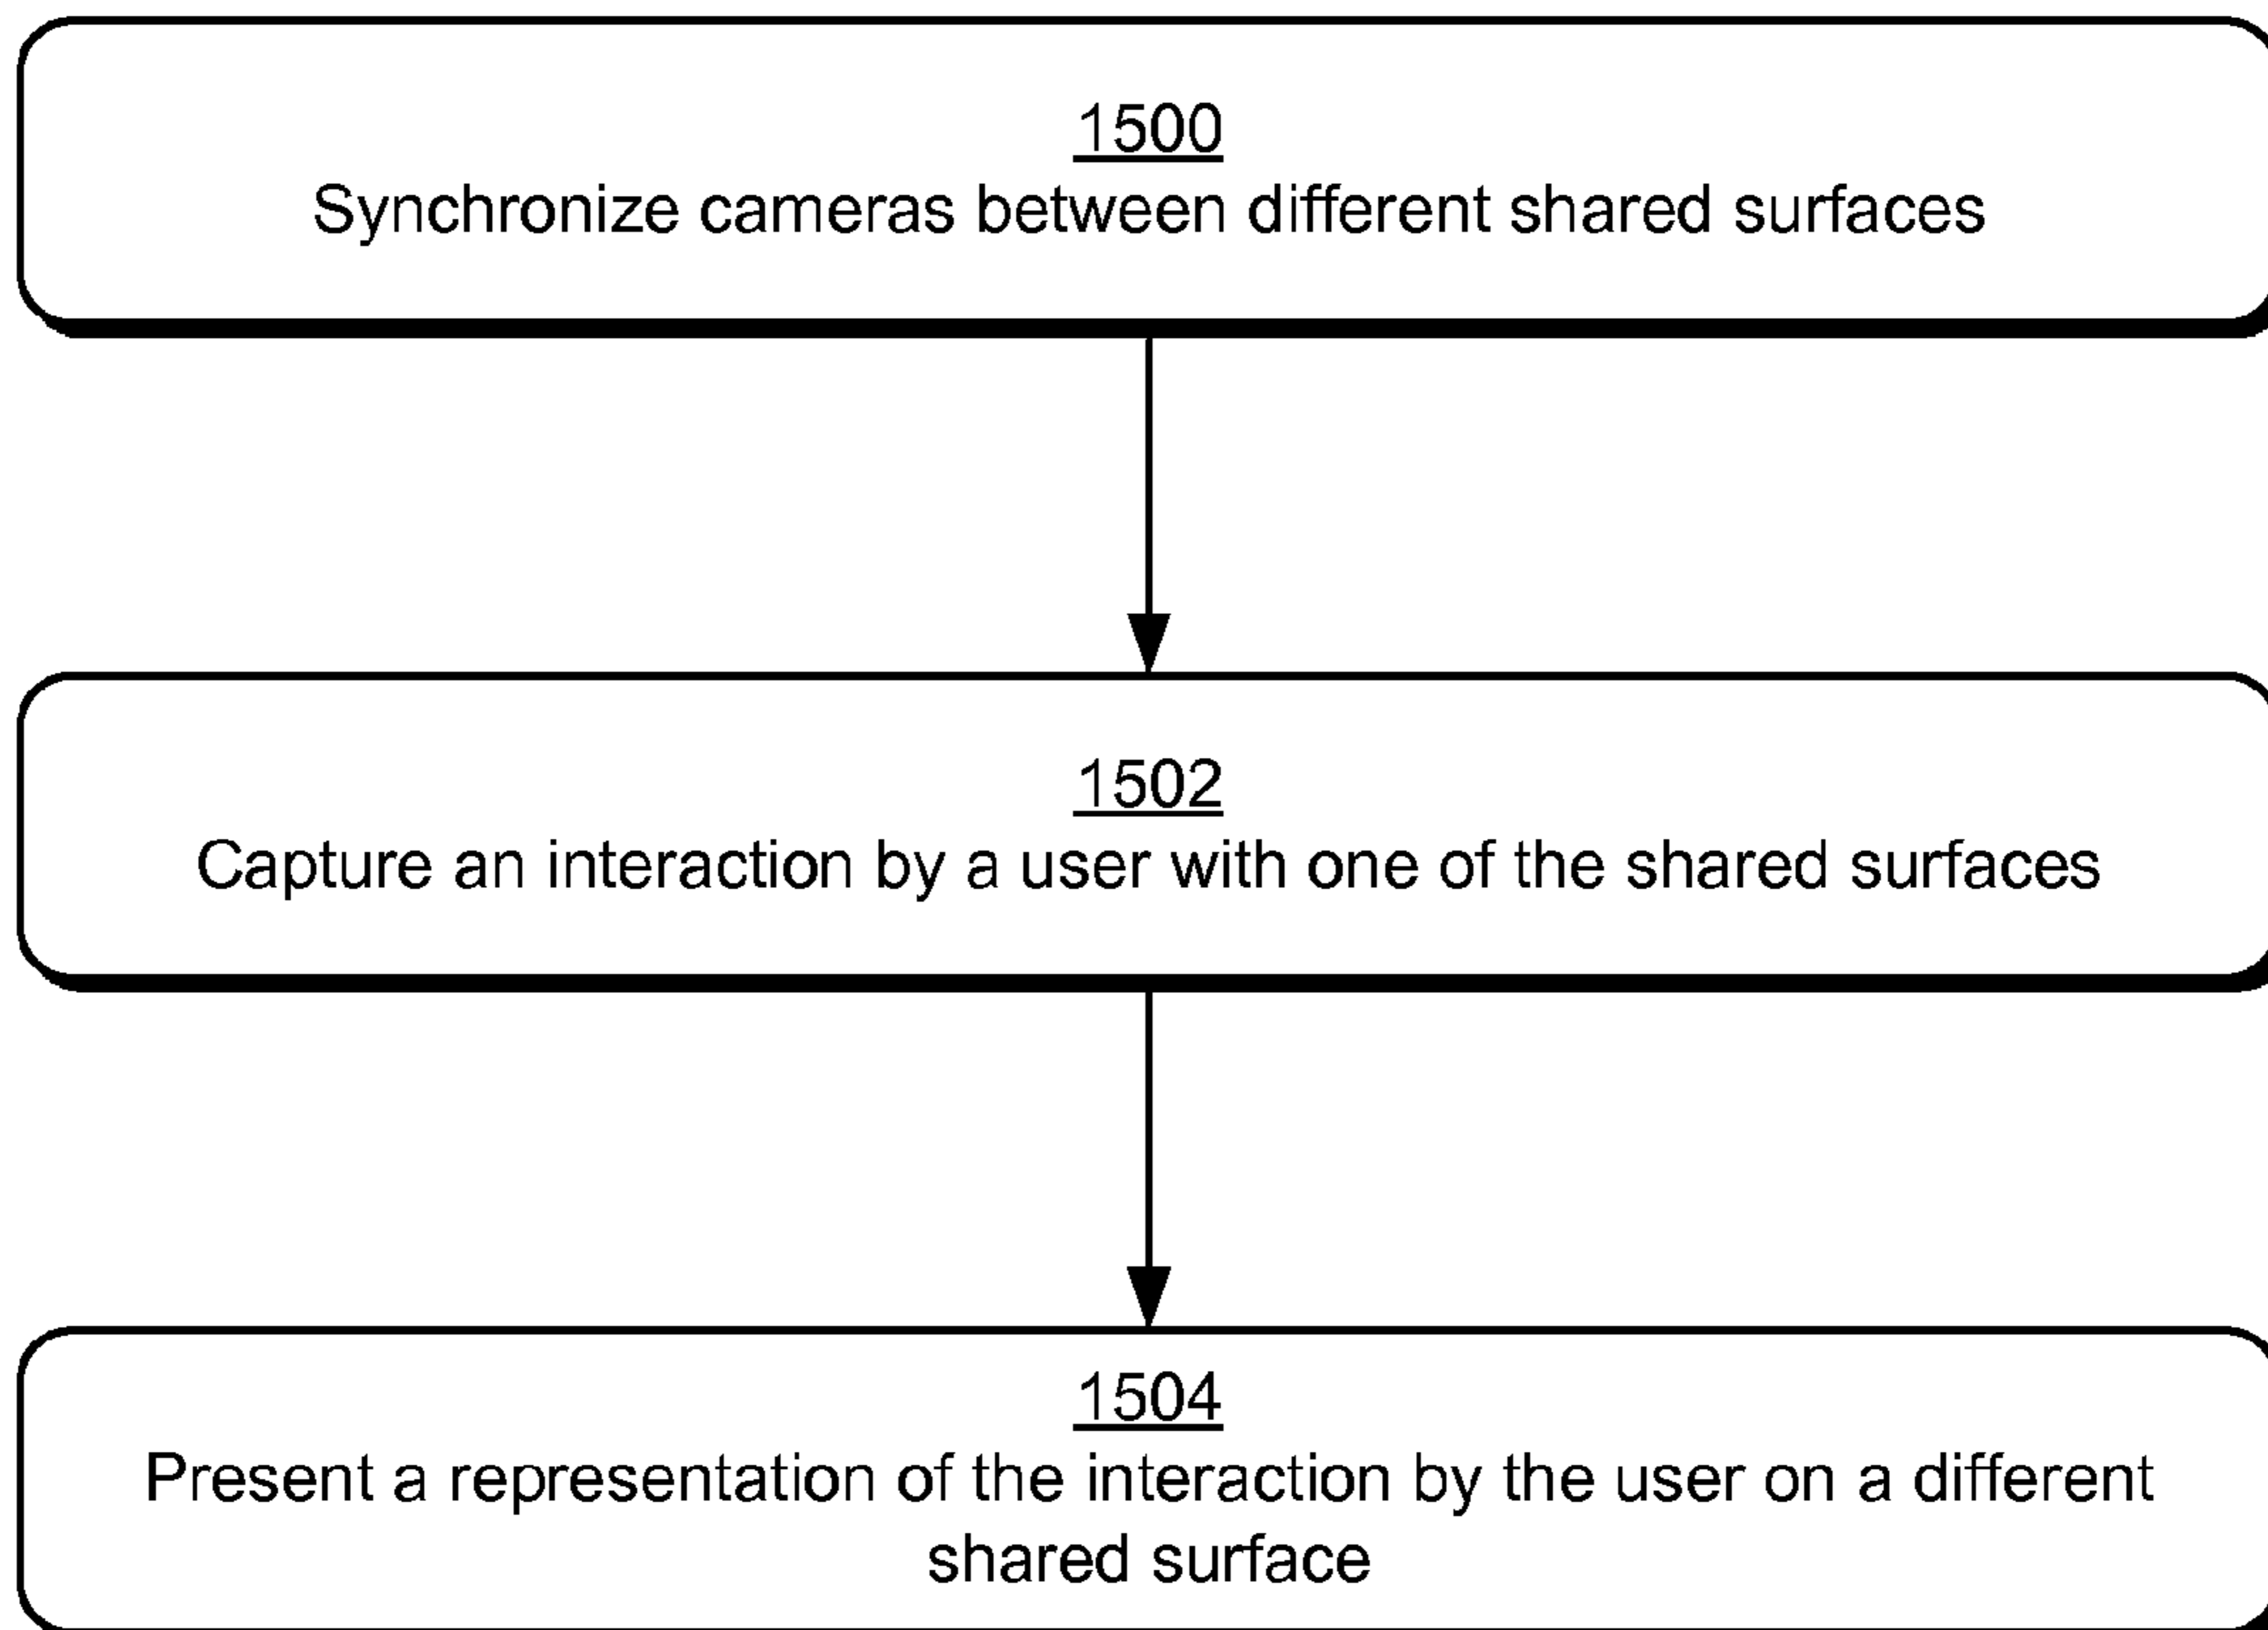 1500
Synchronize cameras between different shared surfaces
1502
Capture an interaction by a user with one of the shared surfaces
1504
Present a representation of the interaction by the user on a different
shared surface